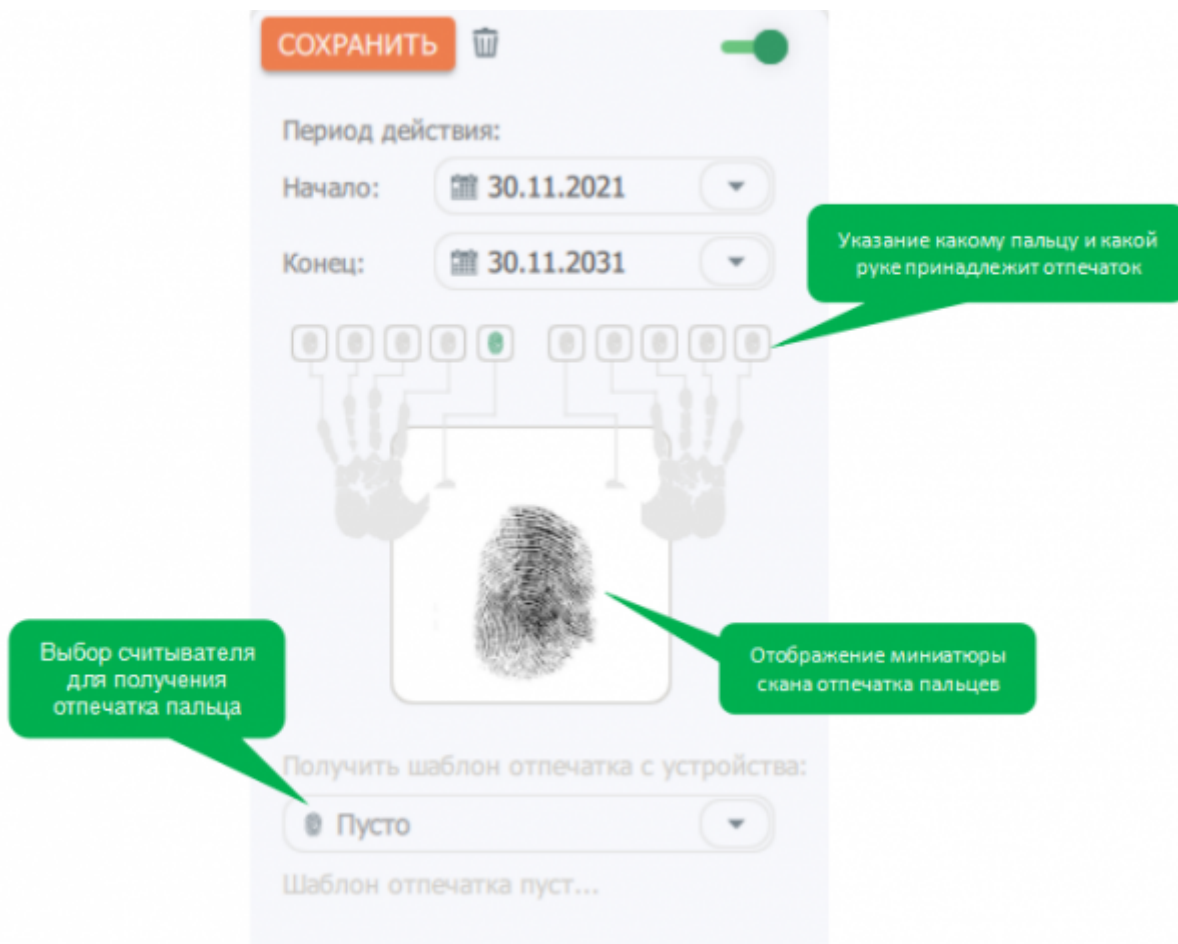 СОХРАНИТЬ
Период действия:
Начало:
30.11.2021
Конец:
30.11.2031
Указание какому пальцу и какой
руке принадлежит отпечаток
Отображение миниатюры
скана отпечатка пальцев
Выбор считывателя
для получения
отпечатка пальца
Получить шаблон отпечатка с устройства:
Пусто
Шаблон отпечатка пуст...